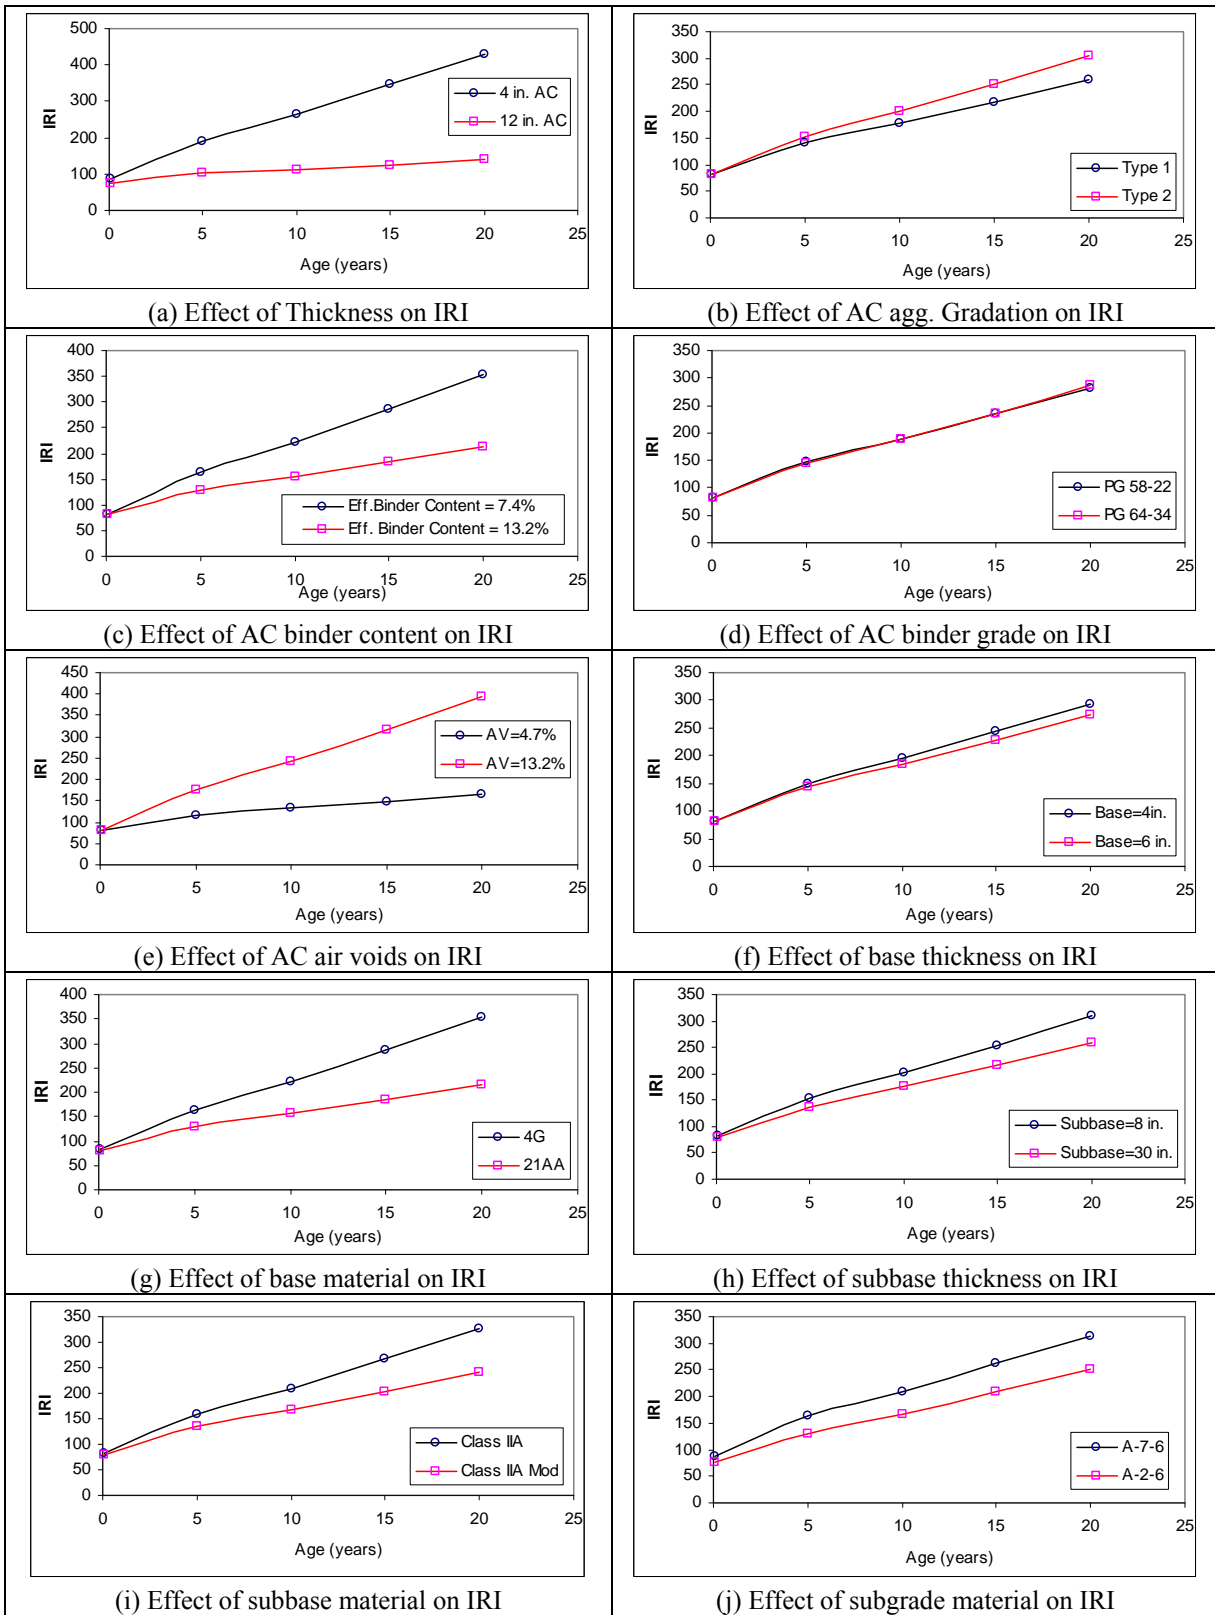 500
400
300
200
100
0
IRI
0 5 10 15 20 25
Age (years)
4 in. AC
12 in. AC
(a) Effect of Thickness on IRI
350
300
250
200
150
100
50
0
IRI
0 5 10 15 20 25
Age (years)
Type 1
Type 2
(b) Effect of AC agg. Gradation on IRI
400
350
300
250
200
150
100
50
0
IRI
0 5 10 15 20 25
Age (years)
Eff.Binder Content = 7.4%
Eff. Binder Content = 13.2%
(c) Effect of AC binder content on IRI
350
300
250
200
150
100
50
0
IRI
0 5 10 15 20 25
Age (years)
PG 58-22
PG 64-34
(d) Effect of AC binder grade on IRI
450
400
350
300
250
200
150
100
50
0
IRI
0 5 10 15 20 25
Age (years)
AV=4.7%
AV=13.2%
(e) Effect of AC air voids on IRI
350
300
250
200
150
100
50
0
IRI
0 5 10 15 20 25
Age (years)
Base=4in.
Base=6 in.
(f) Effect of base thickness on IRI
400
350
300
250
200
150
100
50
0
IRI
0 5 10 15 20 25
Age (years)
4G
21AA
(g) Effect of base material on IRI
350
300
250
200
150
100
50
0
IRI
0 5 10 15 20 25
Age (years)
Subbase=8 in.
Subbase=30 in.
(h) Effect of subbase thickness on IRI
350
300
250
200
150
100
50
0
IRI
0 5 10 15 20 25
Age (years)
Class IIA
Class IIA Mod
(i) Effect of subbase material on IRI
350
300
250
200
150
100
50
0
IRI
0 5 10 15 20 25
Age (years)
A-7-6
A-2-6
(j) Effect of subgrade material on IRI